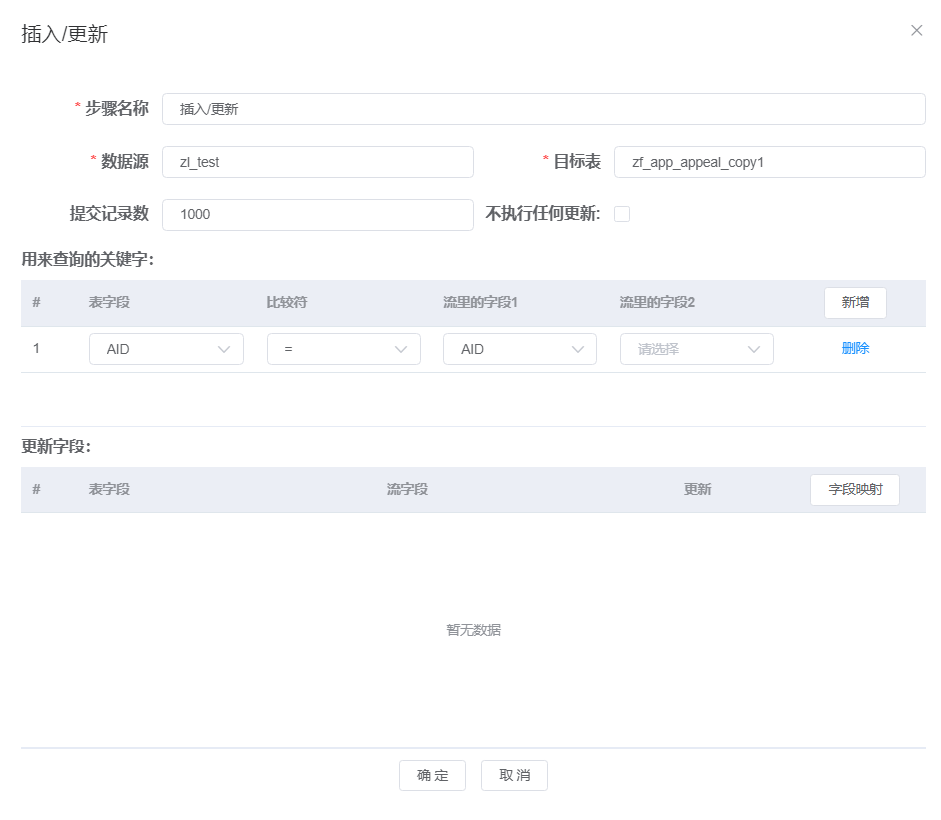 插入/更新
* 步骤名称 插入/更新
* 数据源 zl_test * 目标表 zf_app_appeal_copy1
提交记录数 1000 不执行任何更新:
用来查询的关键字:
# 表字段 比较符 流里的字段1 流里的字段2 新增
1 AID = AID 请选择 删除
更新字段:
# 表字段 流字段 更新 字段映射
暂无数据
确 定 取 消